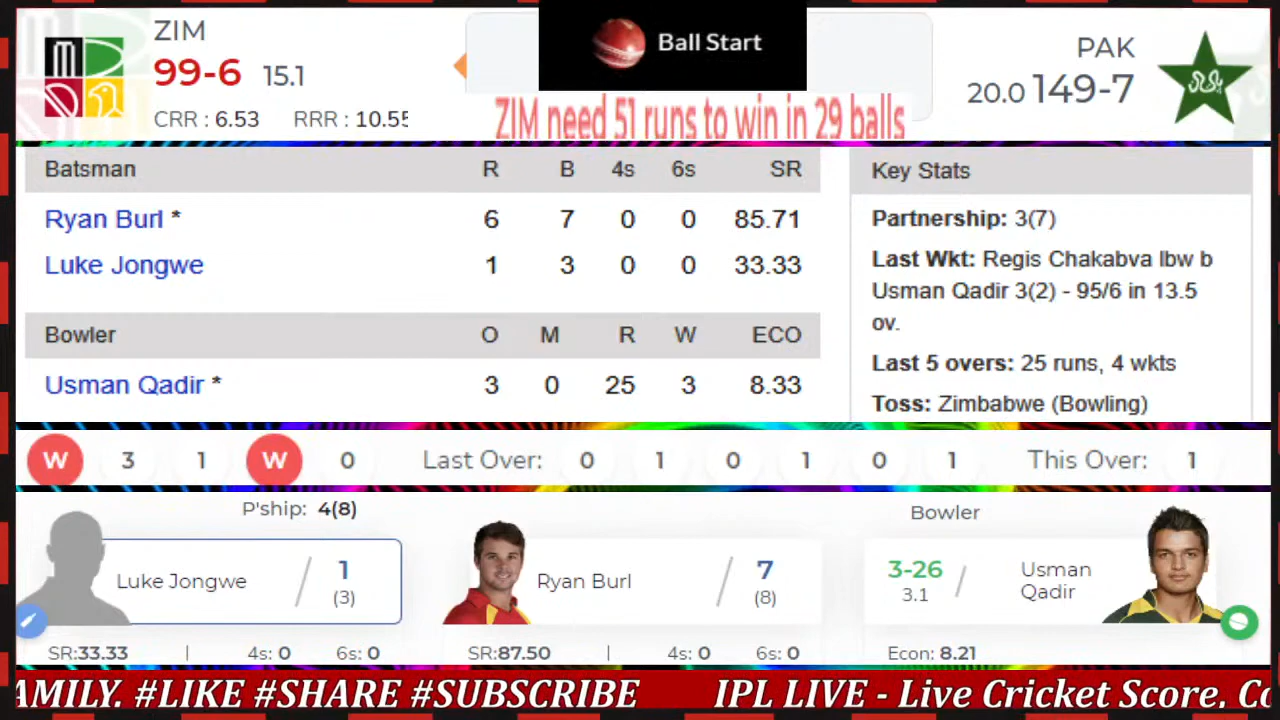 ZIM
99-6 15.1
CRR : 6.53 RRR : 10.55
Ball Start
ZIM need 51 runs to win in 29 balls
PAK
20.0 149-7
Batsman R B 4s 6s SR
Ryan Burl * 6 7 0 0 85.71
Luke Jongwe 1 3 0 0 33.33
Bowler O M R W ECO
Usman Qadir * 3 0 25 3 8.33
Key Stats
Partnership: 3(7)
Last Wkt: Regis Chakabva lbw b
Usman Qadir 3(2) - 95/6 in 13.5
ov.
Last 5 overs: 25 runs, 4 wkts
Toss: Zimbabwe (Bowling)
W 3 1 W 0 Last Over: 0 1 0 1 0 1 This Over: 1
P'ship: 4(8)
Luke Jongwe / 1
(3)
SR:33.33 | 4s: 0 6s: 0
Ryan Burl / 7
(8)
SR:87.50 | 4s: 0 6s: 0
Bowler
3-26 / Usman
3.1 Qadir
Econ: 8.21
AMILY. #LIKE #SHARE #SUBSCRIBE IPL LIVE - Live Cricket Score, Co